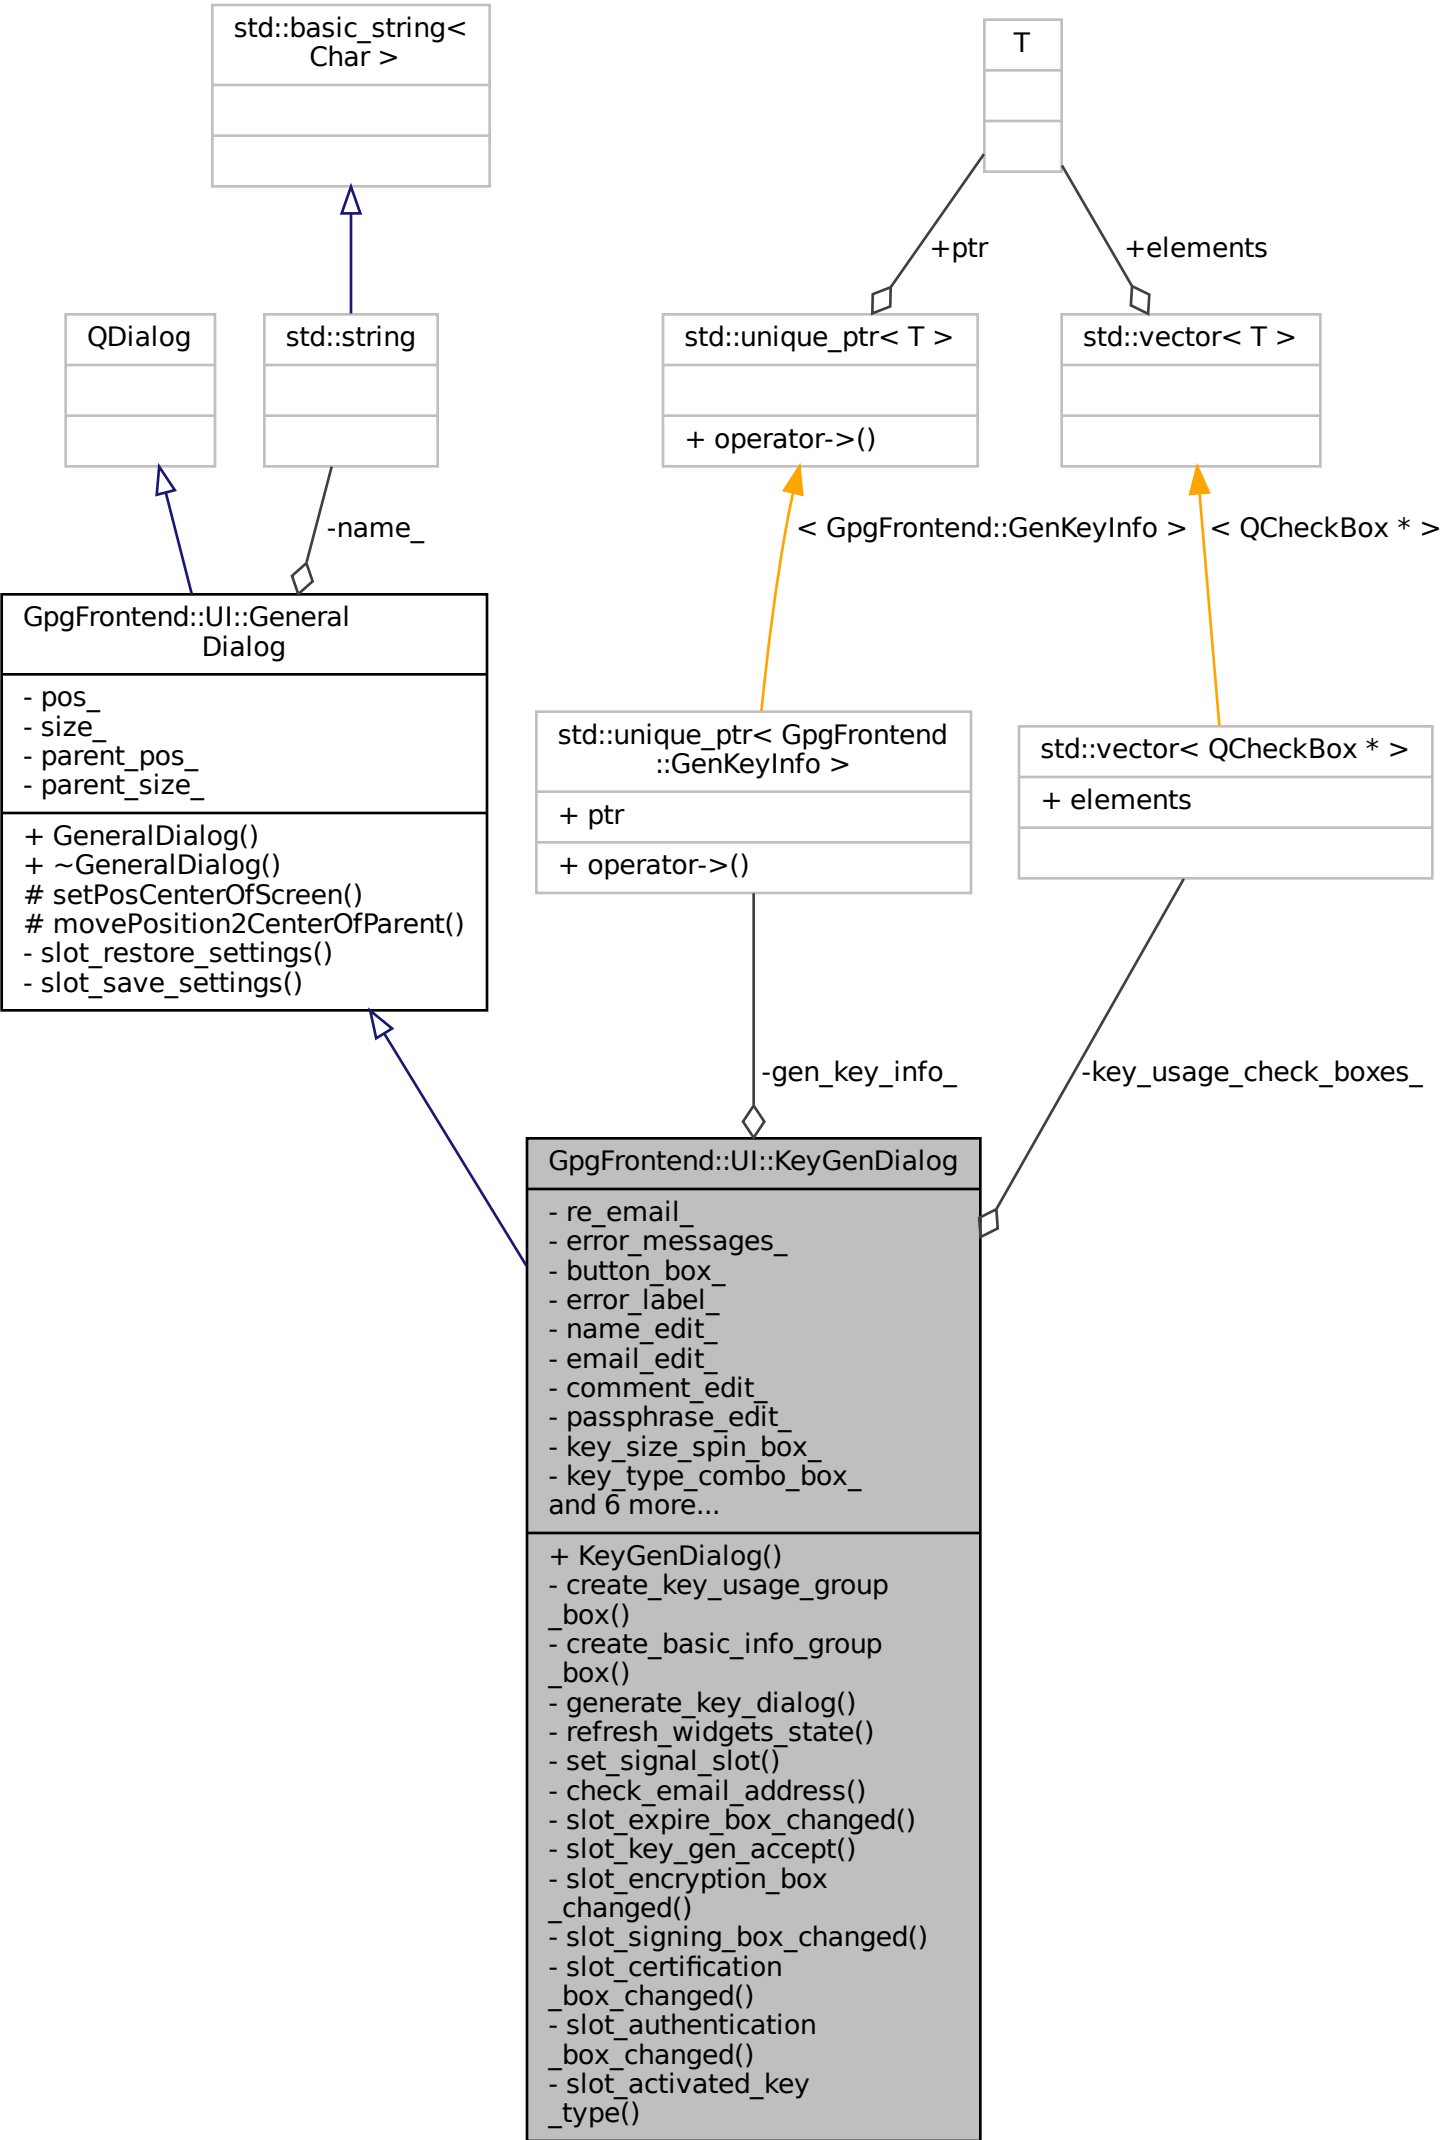 std::basic_string<
Char >
T
+ptr
+elements
QDialog
std::string
std::unique_ptr< T >
+ operator->()
std::vector< T >
-name_
< GpgFrontend::GenKeyInfo >
< QCheckBox * >
GpgFrontend::UI::General
Dialog
- pos_
- size_
- parent_pos_
- parent_size_
+ GeneralDialog()
+ ~GeneralDialog()
# setPosCenterOfScreen()
# movePosition2CenterOfParent()
- slot_restore_settings()
- slot_save_settings()
std::unique_ptr< GpgFrontend
::GenKeyInfo >
+ ptr
+ operator->()
std::vector< QCheckBox * >
+ elements
-gen_key_info_
-key_usage_check_boxes_
GpgFrontend::UI::KeyGenDialog
- re_email_
- error_messages_
- button_box_
- error_label_
- name_edit_
- email_edit_
- comment_edit_
- passphrase_edit_
- key_size_spin_box_
- key_type_combo_box_
and 6 more...
+ KeyGenDialog()
- create_key_usage_group
_box()
- create_basic_info_group
_box()
- generate_key_dialog()
- refresh_widgets_state()
- set_signal_slot()
- check_email_address()
- slot_expire_box_changed()
- slot_key_gen_accept()
- slot_encryption_box
_changed()
- slot_signing_box_changed()
- slot_certification
_box_changed()
- slot_authentication
_box_changed()
- slot_activated_key
_type()